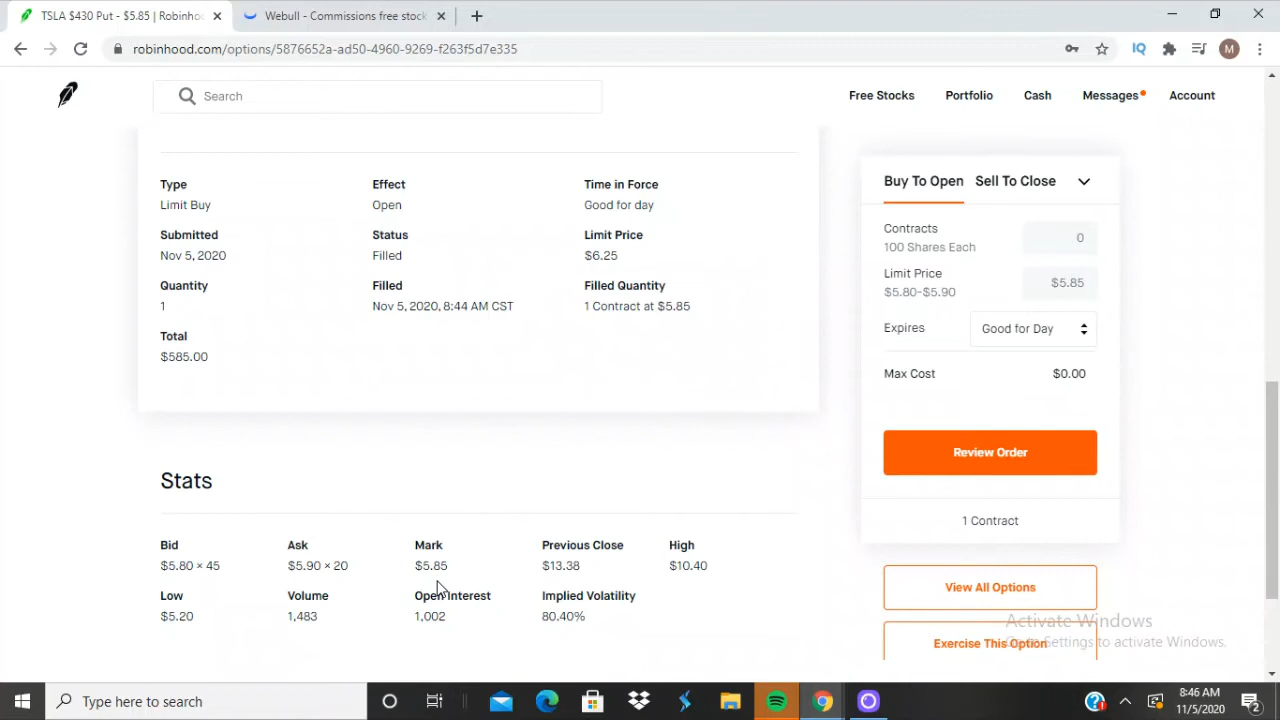 TSLA $430 Put - $5.85 | Robinho
Webull - Commissions free stock
robinhood.com/options/5876652a-ad50-4960-9269-f263f5d7e335
IQ
M
Search
Free Stocks
Portfolio
Cash
Messages
Account
Type
Limit Buy
Effect
Open
Time in Force
Good for day
Submitted
Nov 5, 2020
Status
Filled
Limit Price
$6.25
Quantity
1
Filled
Nov 5, 2020, 8:44 AM CST
Filled Quantity
1 Contract at $5.85
Total
$585.00
Buy To Open
Sell To Close
Contracts
100 Shares Each
0
Limit Price
$5.80-$5.90
$5.85
Expires
Good for Day
Max Cost
$0.00
Review Order
1 Contract
View All Options
Exercise This Option
Stats
Bid
$5.80 × 45
Ask
$5.90 × 20
Mark
$5.85
Previous Close
$13.38
High
$10.40
Low
$5.20
Volume
1,483
Open Interest
1,002
Implied Volatility
80.40%
Activate Windows
Go to Settings to activate Windows.
Type here to search
8:46 AM
11/5/2020
2